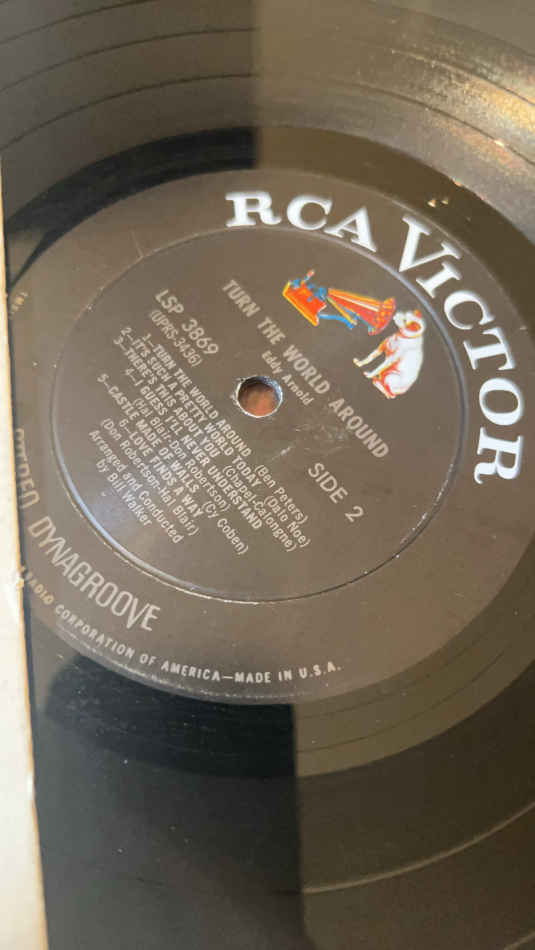 RCA VICTOR
TURN THE WORLD AROUND
Eddy Arnold
LSP 3869
(UPRS-3436)
SIDE 2
1—TURN THE WORLD AROUND (Ben Peters)
2—IT'S SUCH A PRETTY WORLD TODAY (Dale Noe)
3—THERE'S THIS ABOUT YOU (Chapel-Calongne)
4—I GUESS I'LL NEVER UNDERSTAND
(Hal Blair-Don Robertson)
5—CASTLE MADE OF WALLS (Cy Coben)
6—LOVE FINDS A WAY
(Don Robertson-Hal Blair)
Arranged and Conducted
by Bill Walker
STEREO DYNAGROOVE
RADIO CORPORATION OF AMERICA—MADE IN U.S.A.